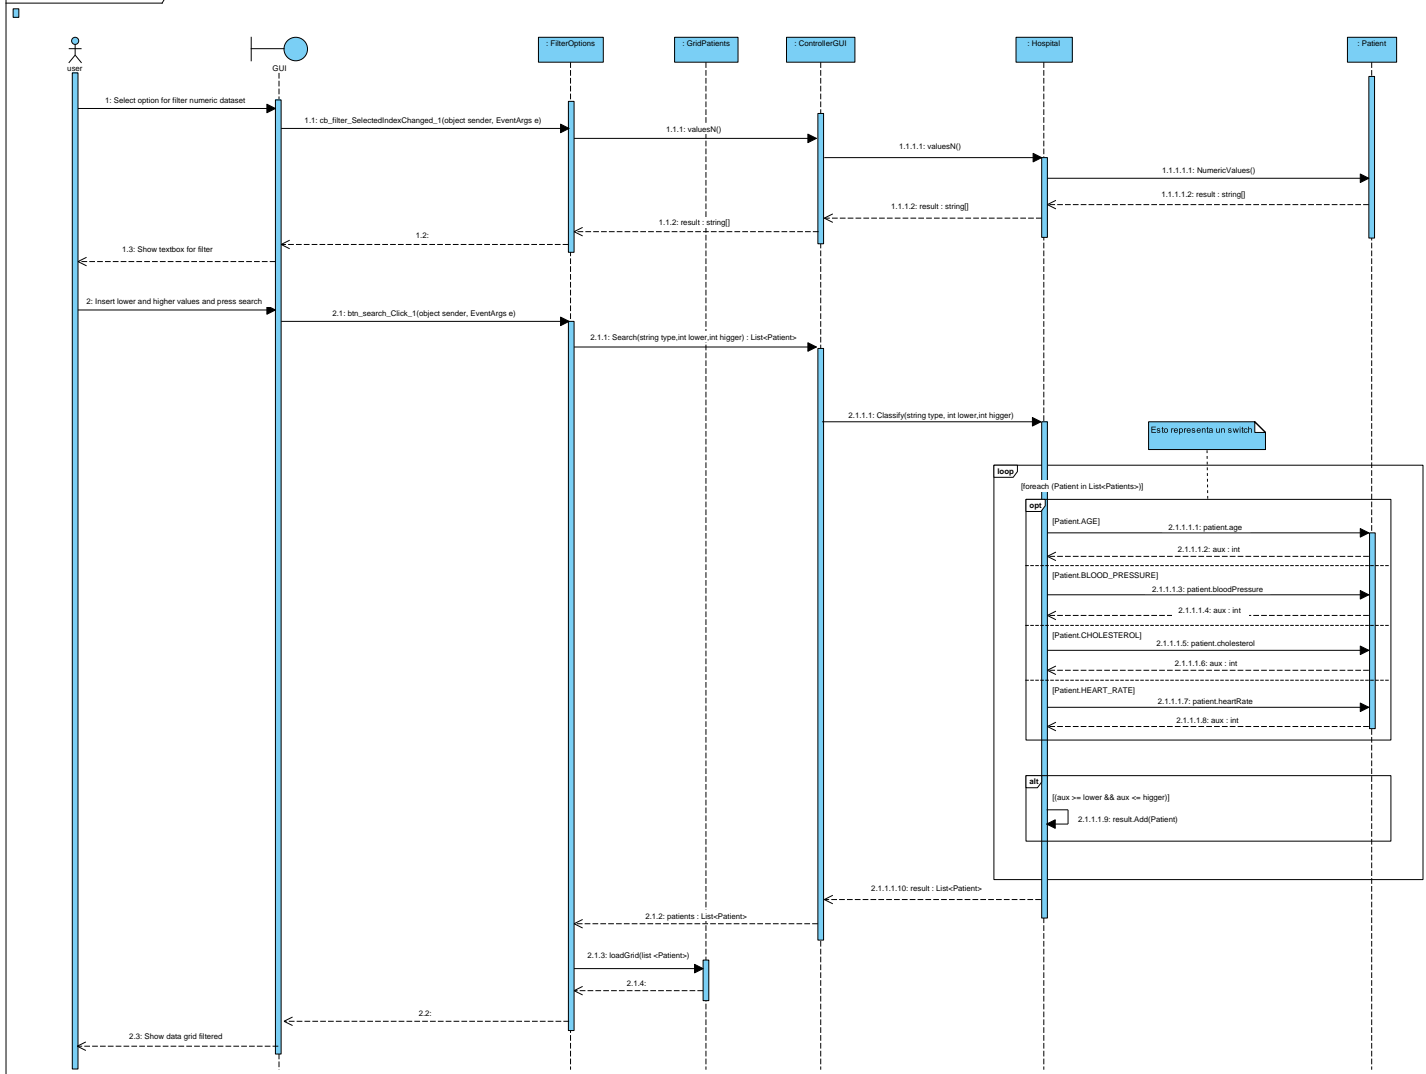 user
GUI
: FilterOptions
: GridPatients
: ControllerGUI
: Hospital
: Patient
1: Select option for filter numeric dataset
1.1: cb_filter_SelectedIndexChanged_1(object sender, EventArgs e)
1.1.1: valuesN()
1.1.1.1: valuesN()
1.1.1.1.1: NumericValues()
1.1.1.1.2: result : string[]
1.1.1.2: result : string[]
1.1.2: result : string[]
1.2:
1.3: Show textbox for filter
2: Insert lower and higher values and press search
2.1: btn_search_Click_1(object sender, EventArgs e)
2.1.1: Search(string type,int lower,int higger) : List<Patient>
2.1.1.1: Classify(string type, int lower,int higger)
Esto representa un switch
loop
[foreach (Patient in List<Patients>)]
opt
[Patient.AGE]
2.1.1.1.1: patient.age
2.1.1.1.2: aux : int
[Patient.BLOOD_PRESSURE]
2.1.1.1.3: patient.bloodPressure
2.1.1.1.4: aux : int
[Patient.CHOLESTEROL]
2.1.1.1.5: patient.cholesterol
2.1.1.1.6: aux : int
[Patient.HEART_RATE]
2.1.1.1.7: patient.heartRate
2.1.1.1.8: aux : int
alt
[(aux >= lower && aux <= higger)]
2.1.1.1.9: result.Add(Patient)
2.1.1.1.10: result : List<Patient>
2.1.2: patients : List<Patient>
2.1.3: loadGrid(list <Patient>)
2.1.4:
2.2:
2.3: Show data grid filtered